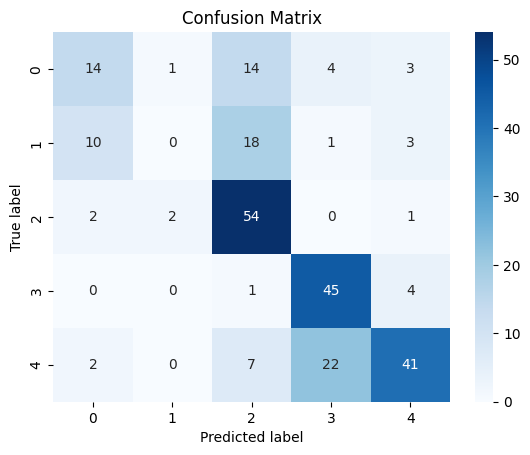 Confusion Matrix
0 14 1 14 4 3
1 10 0 18 1 3
2 2 2 54 0 1
3 0 0 1 45 4
4 2 0 7 22 41
0 1 2 3 4
True label
Predicted label
50
40
30
20
10
0